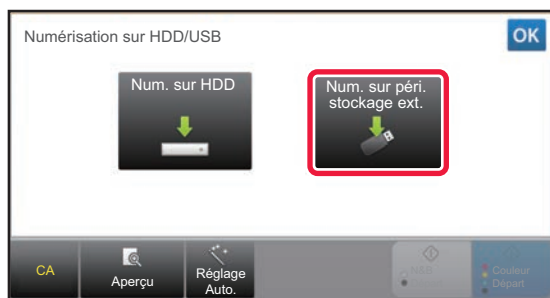 Numérisation sur HDD/USB
OK
Num. sur HDD
Num. sur péri.
stockage ext.
CA
Aperçu
Réglage
Auto.
Couleur
Départ